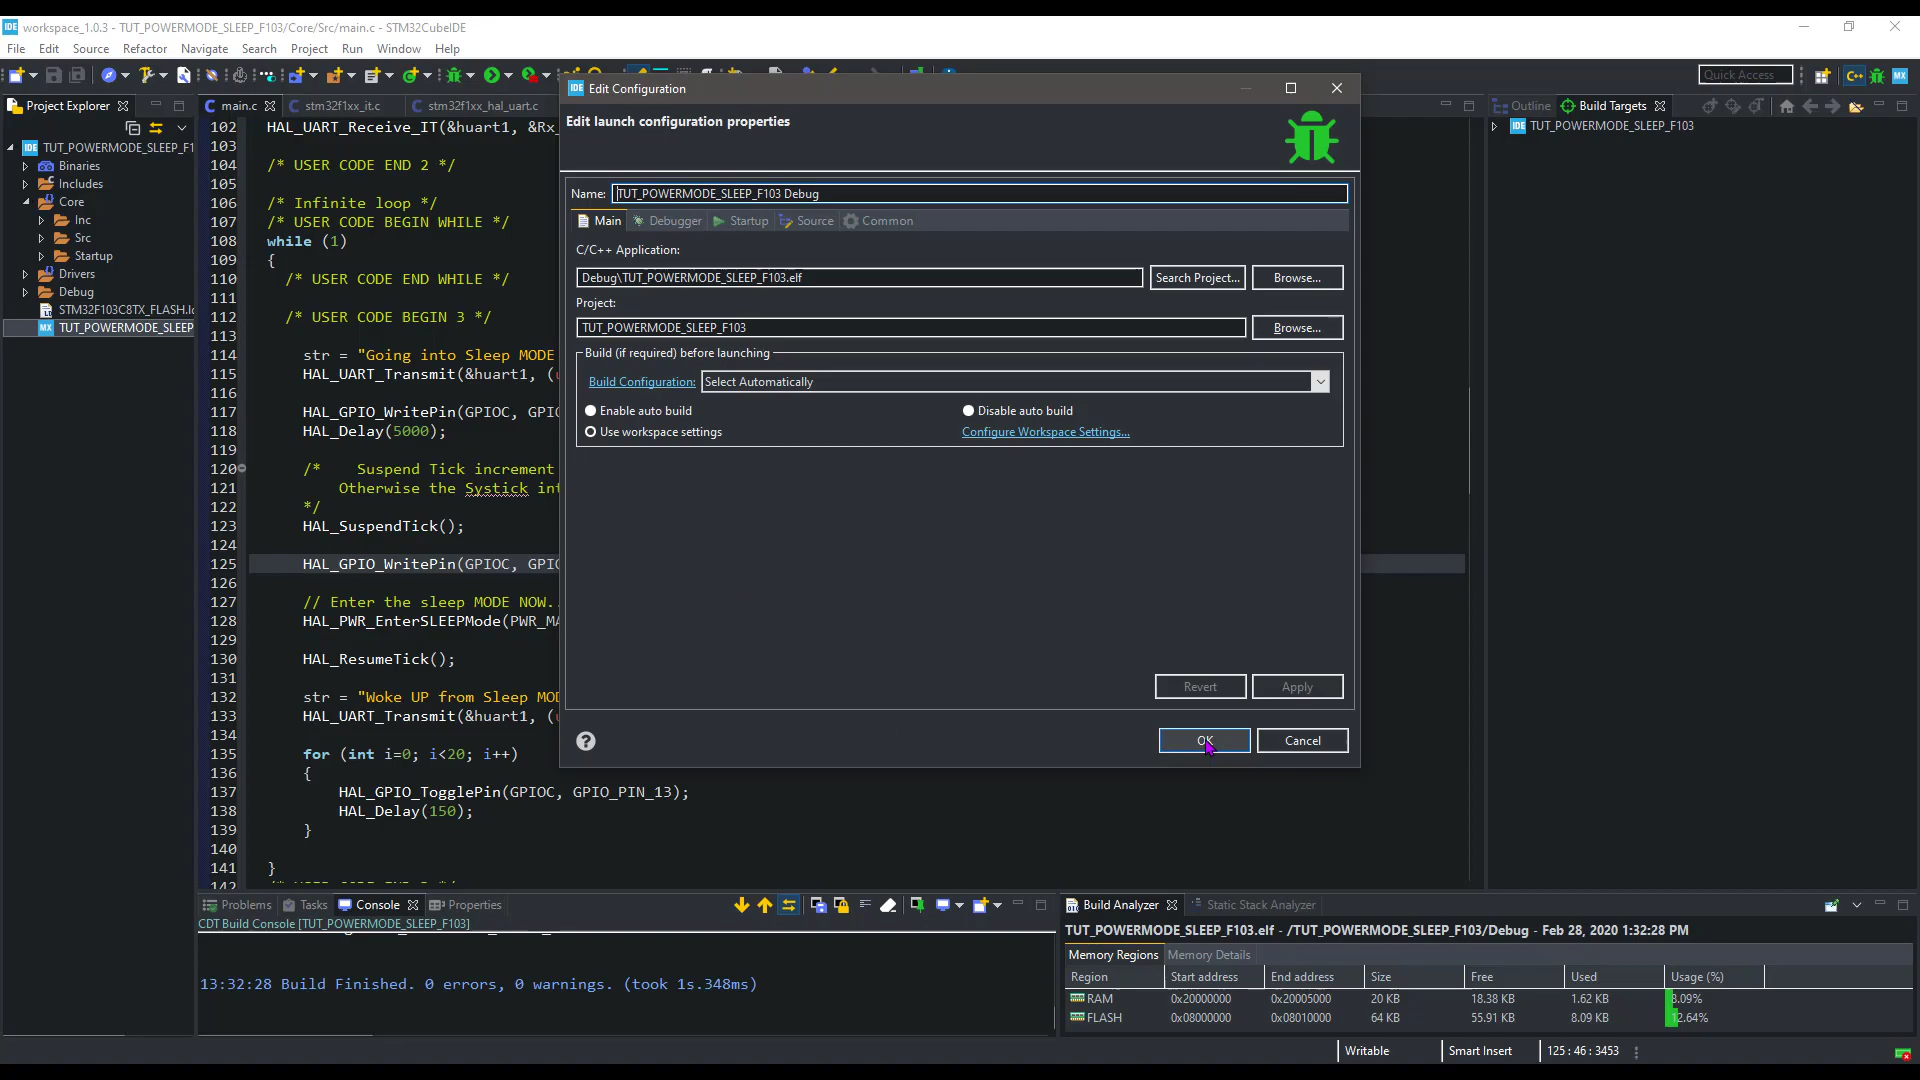 IDE workspace_1.0.3 - TUT_POWERMODE_SLEEP_F103/Core/Src/main.c - STM32CubeIDE
File Edit Source Refactor Navigate Search Project Run Window Help
Quick Access
Project Explorer
TUT_POWERMODE_SLEEP_F1
Binaries
Includes
Core
Inc
Src
Startup
Drivers
Debug
STM32F103C8TX_FLASH.l
MX TUT_POWERMODE_SLEEP
main.c stm32f1xx_it.c stm32f1xx_hal_uart.c
102 HAL_UART_Receive_IT(&huart1, &Rx_
103
104 /* USER CODE END 2 */
105
106 /* Infinite loop */
107 /* USER CODE BEGIN WHILE */
108 while (1)
109 {
110 /* USER CODE END WHILE */
111
112 /* USER CODE BEGIN 3 */
113
114 str = "Going into Sleep MODE
115 HAL_UART_Transmit(&huart1, (
116
117 HAL_GPIO_WritePin(GPIOC, GPI
118 HAL_Delay(5000);
119
120 /* Suspend Tick increment
121 Otherwise the Systick int
122 */
123 HAL_SuspendTick();
124
125 HAL_GPIO_WritePin(GPIOC, GPI
126
127 // Enter the sleep MODE NOW.
128 HAL_PWR_EnterSLEEPMode(PWR_MA
129
130 HAL_ResumeTick();
131
132 str = "Woke UP from Sleep MOD
133 HAL_UART_Transmit(&huart1, (
134
135 for (int i=0; i<20; i++)
136 {
137 HAL_GPIO_TogglePin(GPIOC, GPIO_PIN_13);
138 HAL_Delay(150);
139 }
140
141 }
IDE Edit Configuration
Edit launch configuration properties
Name: TUT_POWERMODE_SLEEP_F103 Debug
Main Debugger Startup Source Common
C/C++ Application:
Debug\TUT_POWERMODE_SLEEP_F103.elf Search Project... Browse...
Project:
TUT_POWERMODE_SLEEP_F103 Browse...
Build (if required) before launching
Build Configuration: Select Automatically
Enable auto build Disable auto build
Use workspace settings Configure Workspace Settings...
Revert Apply
OK Cancel
Outline Build Targets
IDE TUT_POWERMODE_SLEEP_F103
Problems Tasks Console Properties
CDT Build Console [TUT_POWERMODE_SLEEP_F103]
13:32:28 Build Finished. 0 errors, 0 warnings. (took 1s.348ms)
Build Analyzer Static Stack Analyzer
TUT_POWERMODE_SLEEP_F103.elf - /TUT_POWERMODE_SLEEP_F103/Debug - Feb 28, 2020 1:32:28 PM
Memory Regions Memory Details
Region Start address End address Size Free Used Usage (%)
RAM 0x20000000 0x20005000 20 KB 18.38 KB 1.62 KB 8.09%
FLASH 0x08000000 0x08010000 64 KB 55.91 KB 8.09 KB 12.64%
Writable Smart Insert 125 : 46 : 3453